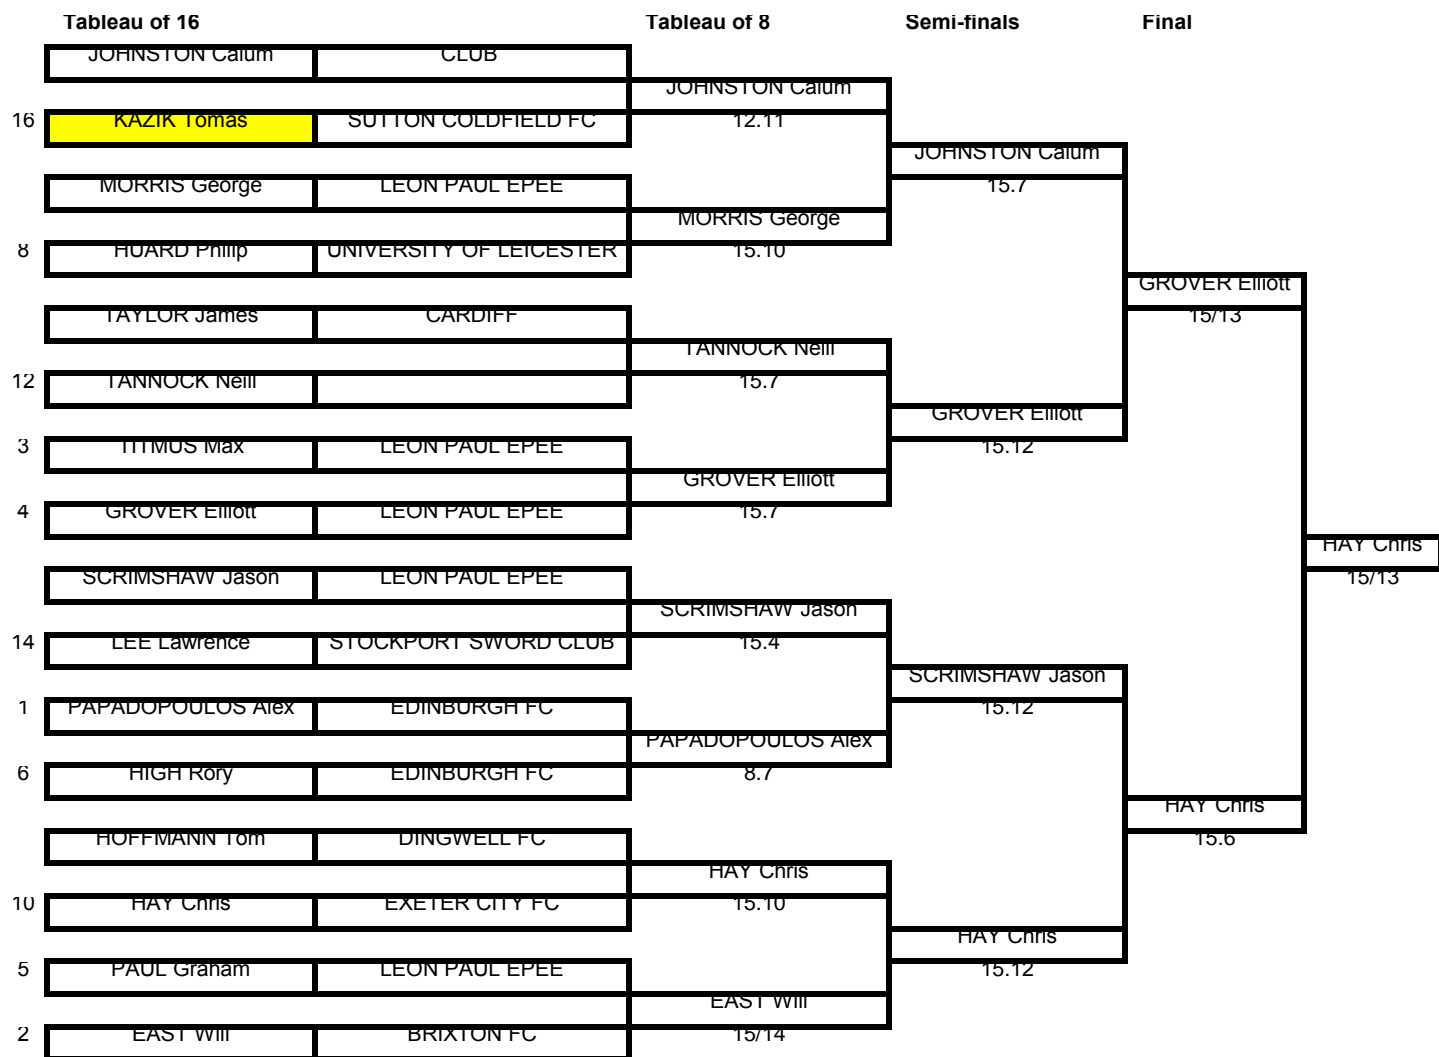 Tableau of 16 Tableau of 8 Semi-finals Final
JOHNSTON Calum CLUB
JOHNSTON Calum
16 KAZIK Tomas SUTTON COLDFIELD FC 12.11
JOHNSTON Calum
MORRIS George LEON PAUL EPEE 15.7
MORRIS George
8 HUARD Philip UNIVERSITY OF LEICESTER 15.10
GROVER Elliott
TAYLOR James CARDIFF 15/13
TANNOCK Neill
12 TANNOCK Neill 15.7
GROVER Elliott
3 TITMUS Max LEON PAUL EPEE 15.12
GROVER Elliott
4 GROVER Elliott LEON PAUL EPEE 15.7
HAY Chris
SCRIMSHAW Jason LEON PAUL EPEE 15/13
SCRIMSHAW Jason
14 LEE Lawrence STOCKPORT SWORD CLUB 15.4
SCRIMSHAW Jason
1 PAPADOPOULOS Alex EDINBURGH FC 15.12
PAPADOPOULOS Alex
6 HIGH Rory EDINBURGH FC 8.7
HAY Chris
HOFFMANN Tom DINGWELL FC 15.6
HAY Chris
10 HAY Chris EXETER CITY FC 15.10
HAY Chris
5 PAUL Graham LEON PAUL EPEE 15.12
EAST Will
2 EAST Will BRIXTON FC 15/14